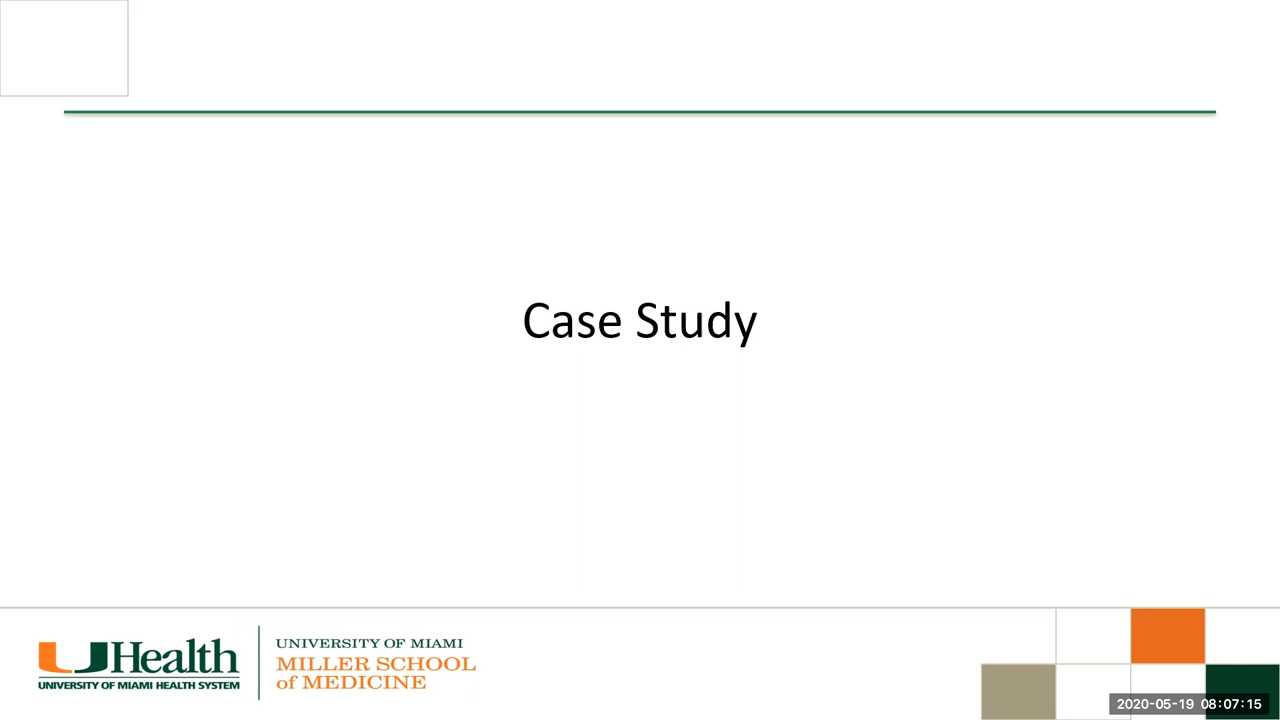 Case Study
UHealth
UNIVERSITY OF MIAMI HEALTH SYSTEM
UNIVERSITY OF MIAMI
MILLER SCHOOL
of MEDICINE
2020-05-19 08:07:15